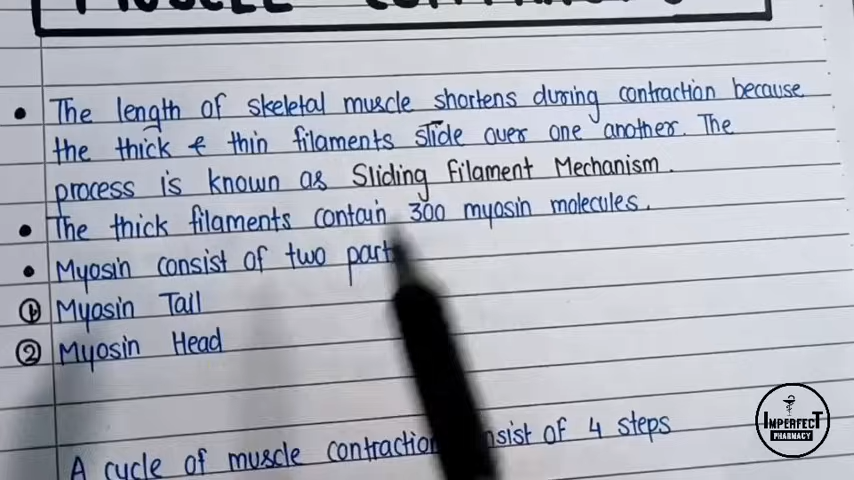 MUSCLE
• The length of skeletal muscle shortens during contraction because
the thick & thin filaments slide over one another. The
process is known as Sliding Filament Mechanism.
• The thick filaments contain 300 myosin molecules.
• Myosin consist of two part
① Myosin Tail
② Myosin Head
A cycle of muscle contraction nsist of 4 steps
IMPERFECT
PHARMACY